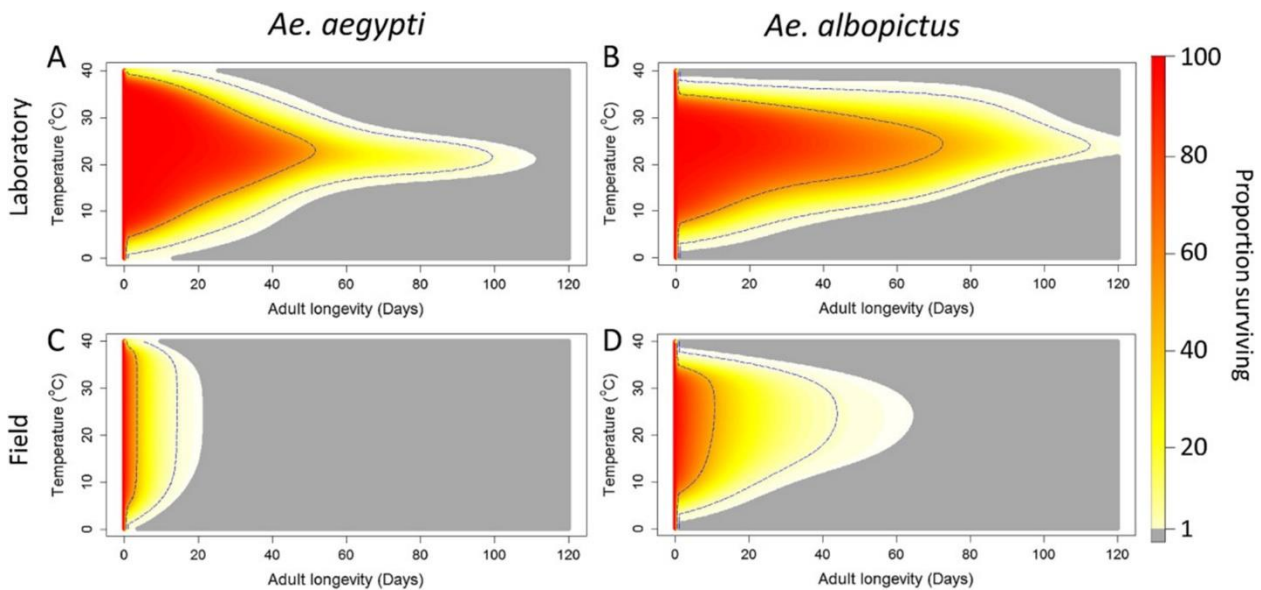 Ae. aegypti
Ae. albopictus
Laboratory
A
Temperature (°C)
40
30
20
10
0
0 20 40 60 80 100 120
Adult longevity (Days)
B
Temperature (°C)
40
30
20
10
0
0 20 40 60 80 100 120
Adult longevity (Days)
Field
C
Temperature (°C)
40
30
20
10
0
0 20 40 60 80 100 120
Adult longevity (Days)
D
Temperature (°C)
40
30
20
10
0
0 20 40 60 80 100 120
Adult longevity (Days)
100
80
60
40
20
1
Proportion surviving